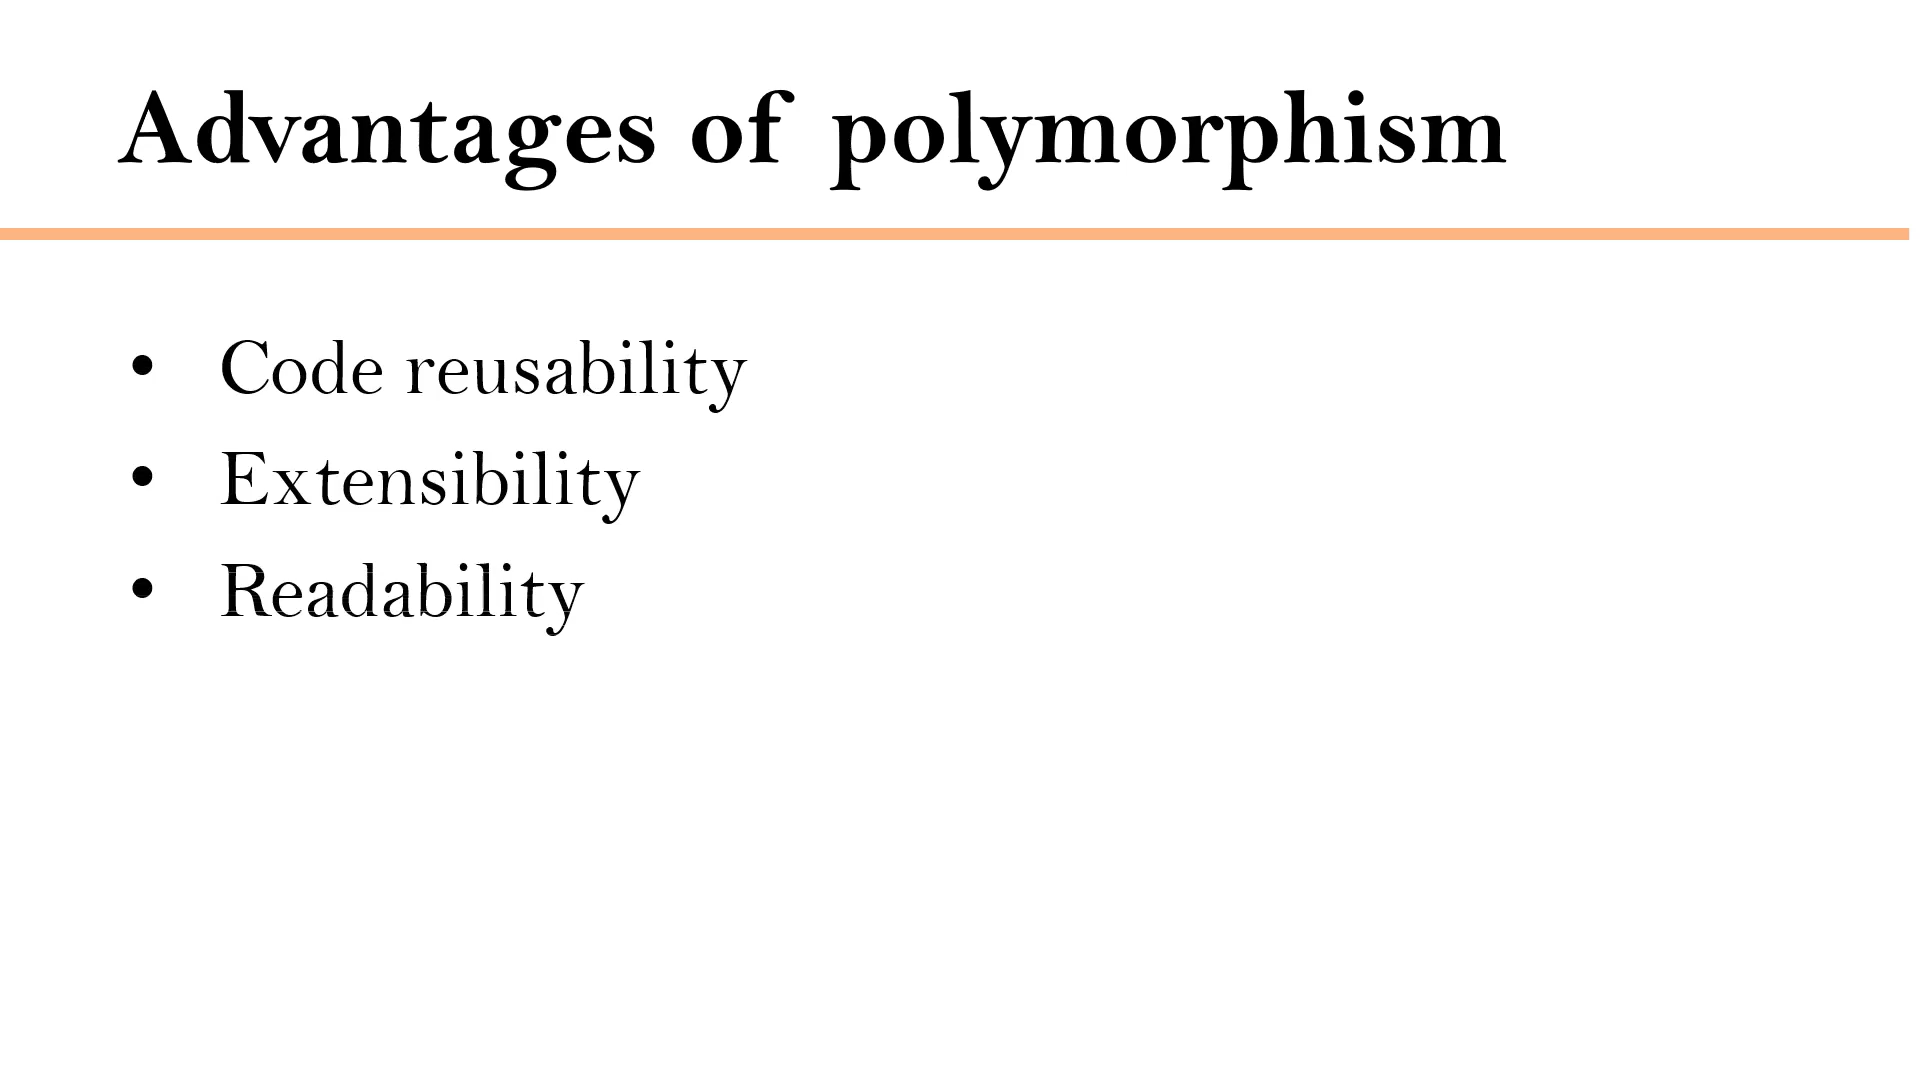 Advantages of polymorphism
• Code reusability
• Extensibility
• Readability